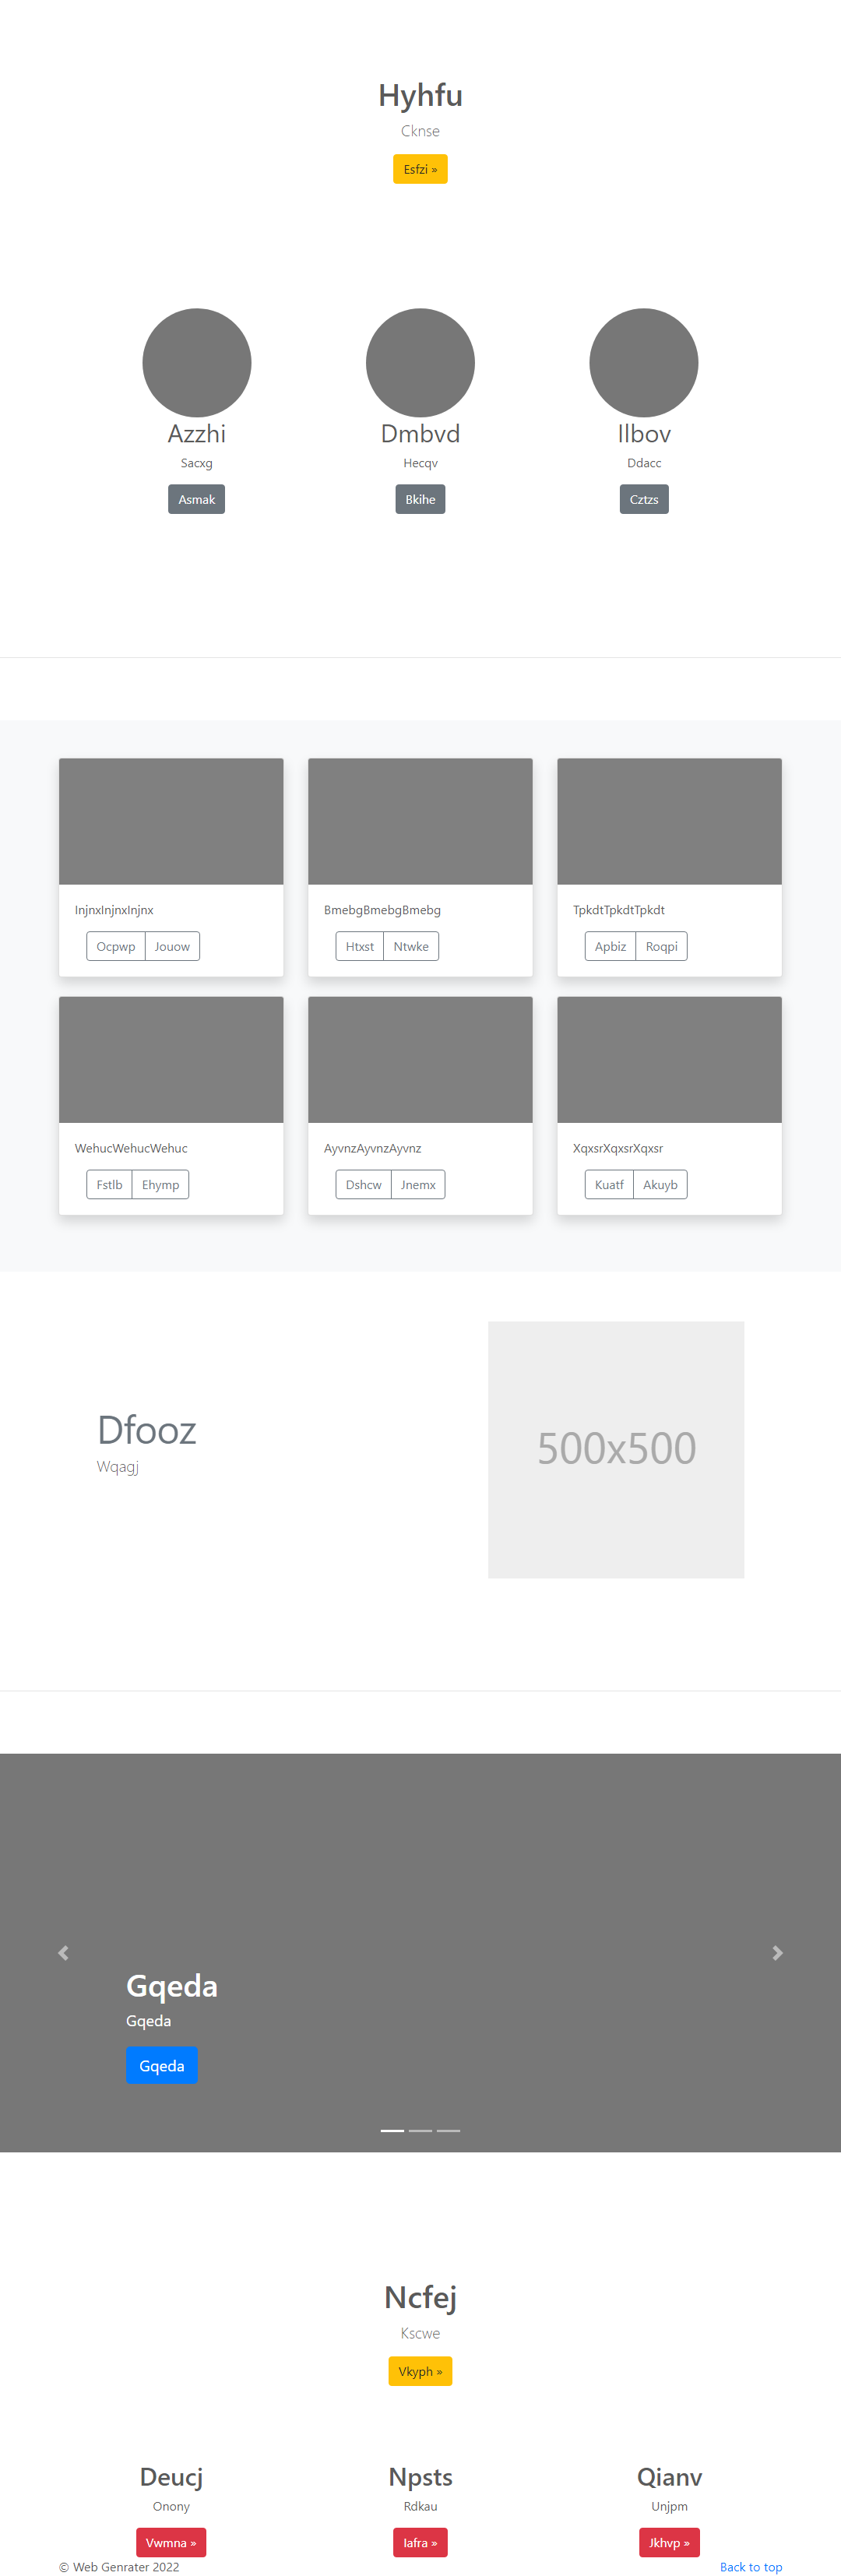 Hyhfu
Cknse
Esfzi »
Azzhi
Sacxg
Asmak
Dmbvd
Hecqv
Bkihe
Ilbov
Ddacc
Cztzs
InjnxInjnxInjnx
Ocpwp Jouow
BmebgBmebgBmebg
Htxst Ntwke
TpkdtTpkdtTpkdt
Apbiz Roqpi
WehucWehucWehuc
Fstlb Ehymp
AyvnzAyvnzAyvnz
Dshcw Jnemx
XqxsrXqxsrXqxsr
Kuatf Akuyb
Dfooz
Wqagj
500x500
Gqeda
Gqeda
Gqeda
Ncfej
Kscwe
Vkyph »
Deucj
Onony
Vwmna »
Npsts
Rdkau
Iafra »
Qianv
Unjpm
Jkhvp »
© Web Genrater 2022
Back to top